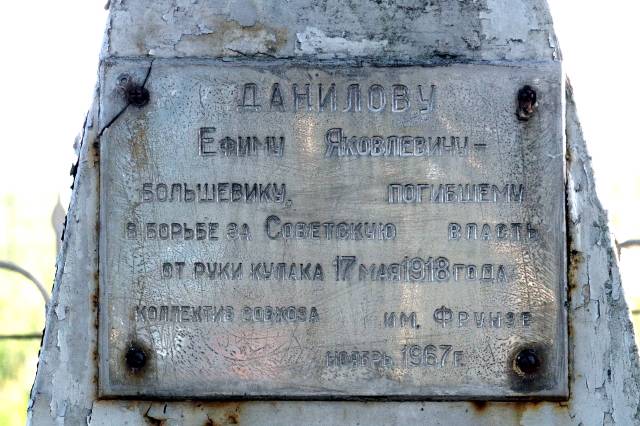 ДАНИЛОВУ
Ефиму Яковлевичу –
большевику, погибшему
в борьбе за Советскую власть
от руки кулака 17 мая 1918 года.
коллектив совхоза им. Фрунзе
ноябрь 1967 г.